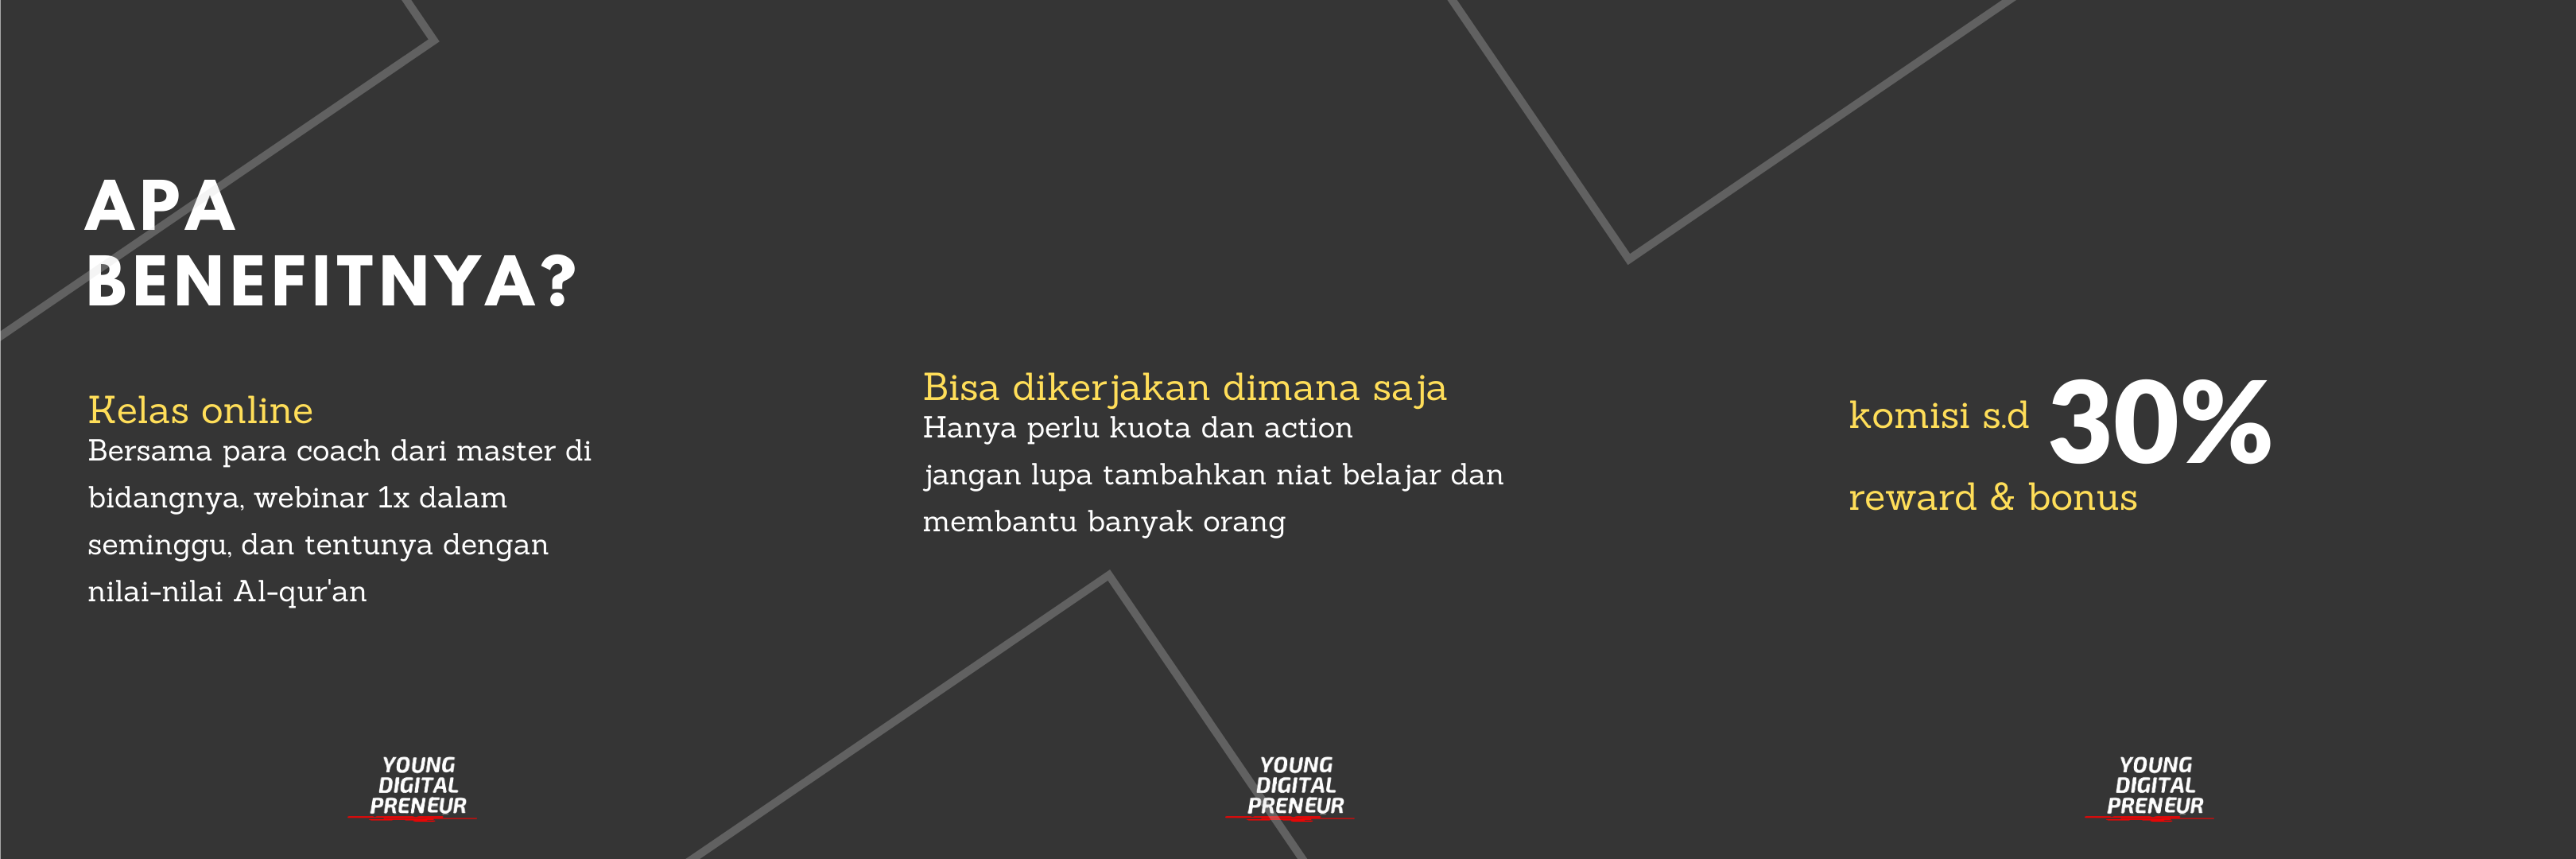 APA
BENEFITNYA?
Kelas online
Bersama para coach dari master di
bidangnya, webinar 1x dalam
seminggu, dan tentunya dengan
nilai-nilai Al-qur'an
YOUNG
DIGITAL
PRENEUR
Bisa dikerjakan dimana saja
Hanya perlu kuota dan action
jangan lupa tambahkan niat belajar dan
membantu banyak orang
YOUNG
DIGITAL
PRENEUR
komisi s.d 30%
reward & bonus
YOUNG
DIGITAL
PRENEUR